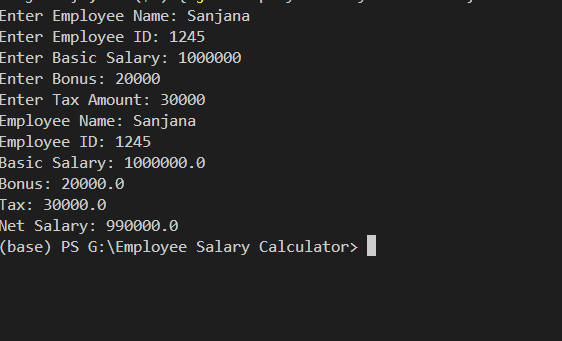 Enter Employee Name: Sanjana
Enter Employee ID: 1245
Enter Basic Salary: 1000000
Enter Bonus: 20000
Enter Tax Amount: 30000
Employee Name: Sanjana
Employee ID: 1245
Basic Salary: 1000000.0
Bonus: 20000.0
Tax: 30000.0
Net Salary: 990000.0
(base) PS G:\Employee Salary Calculator>